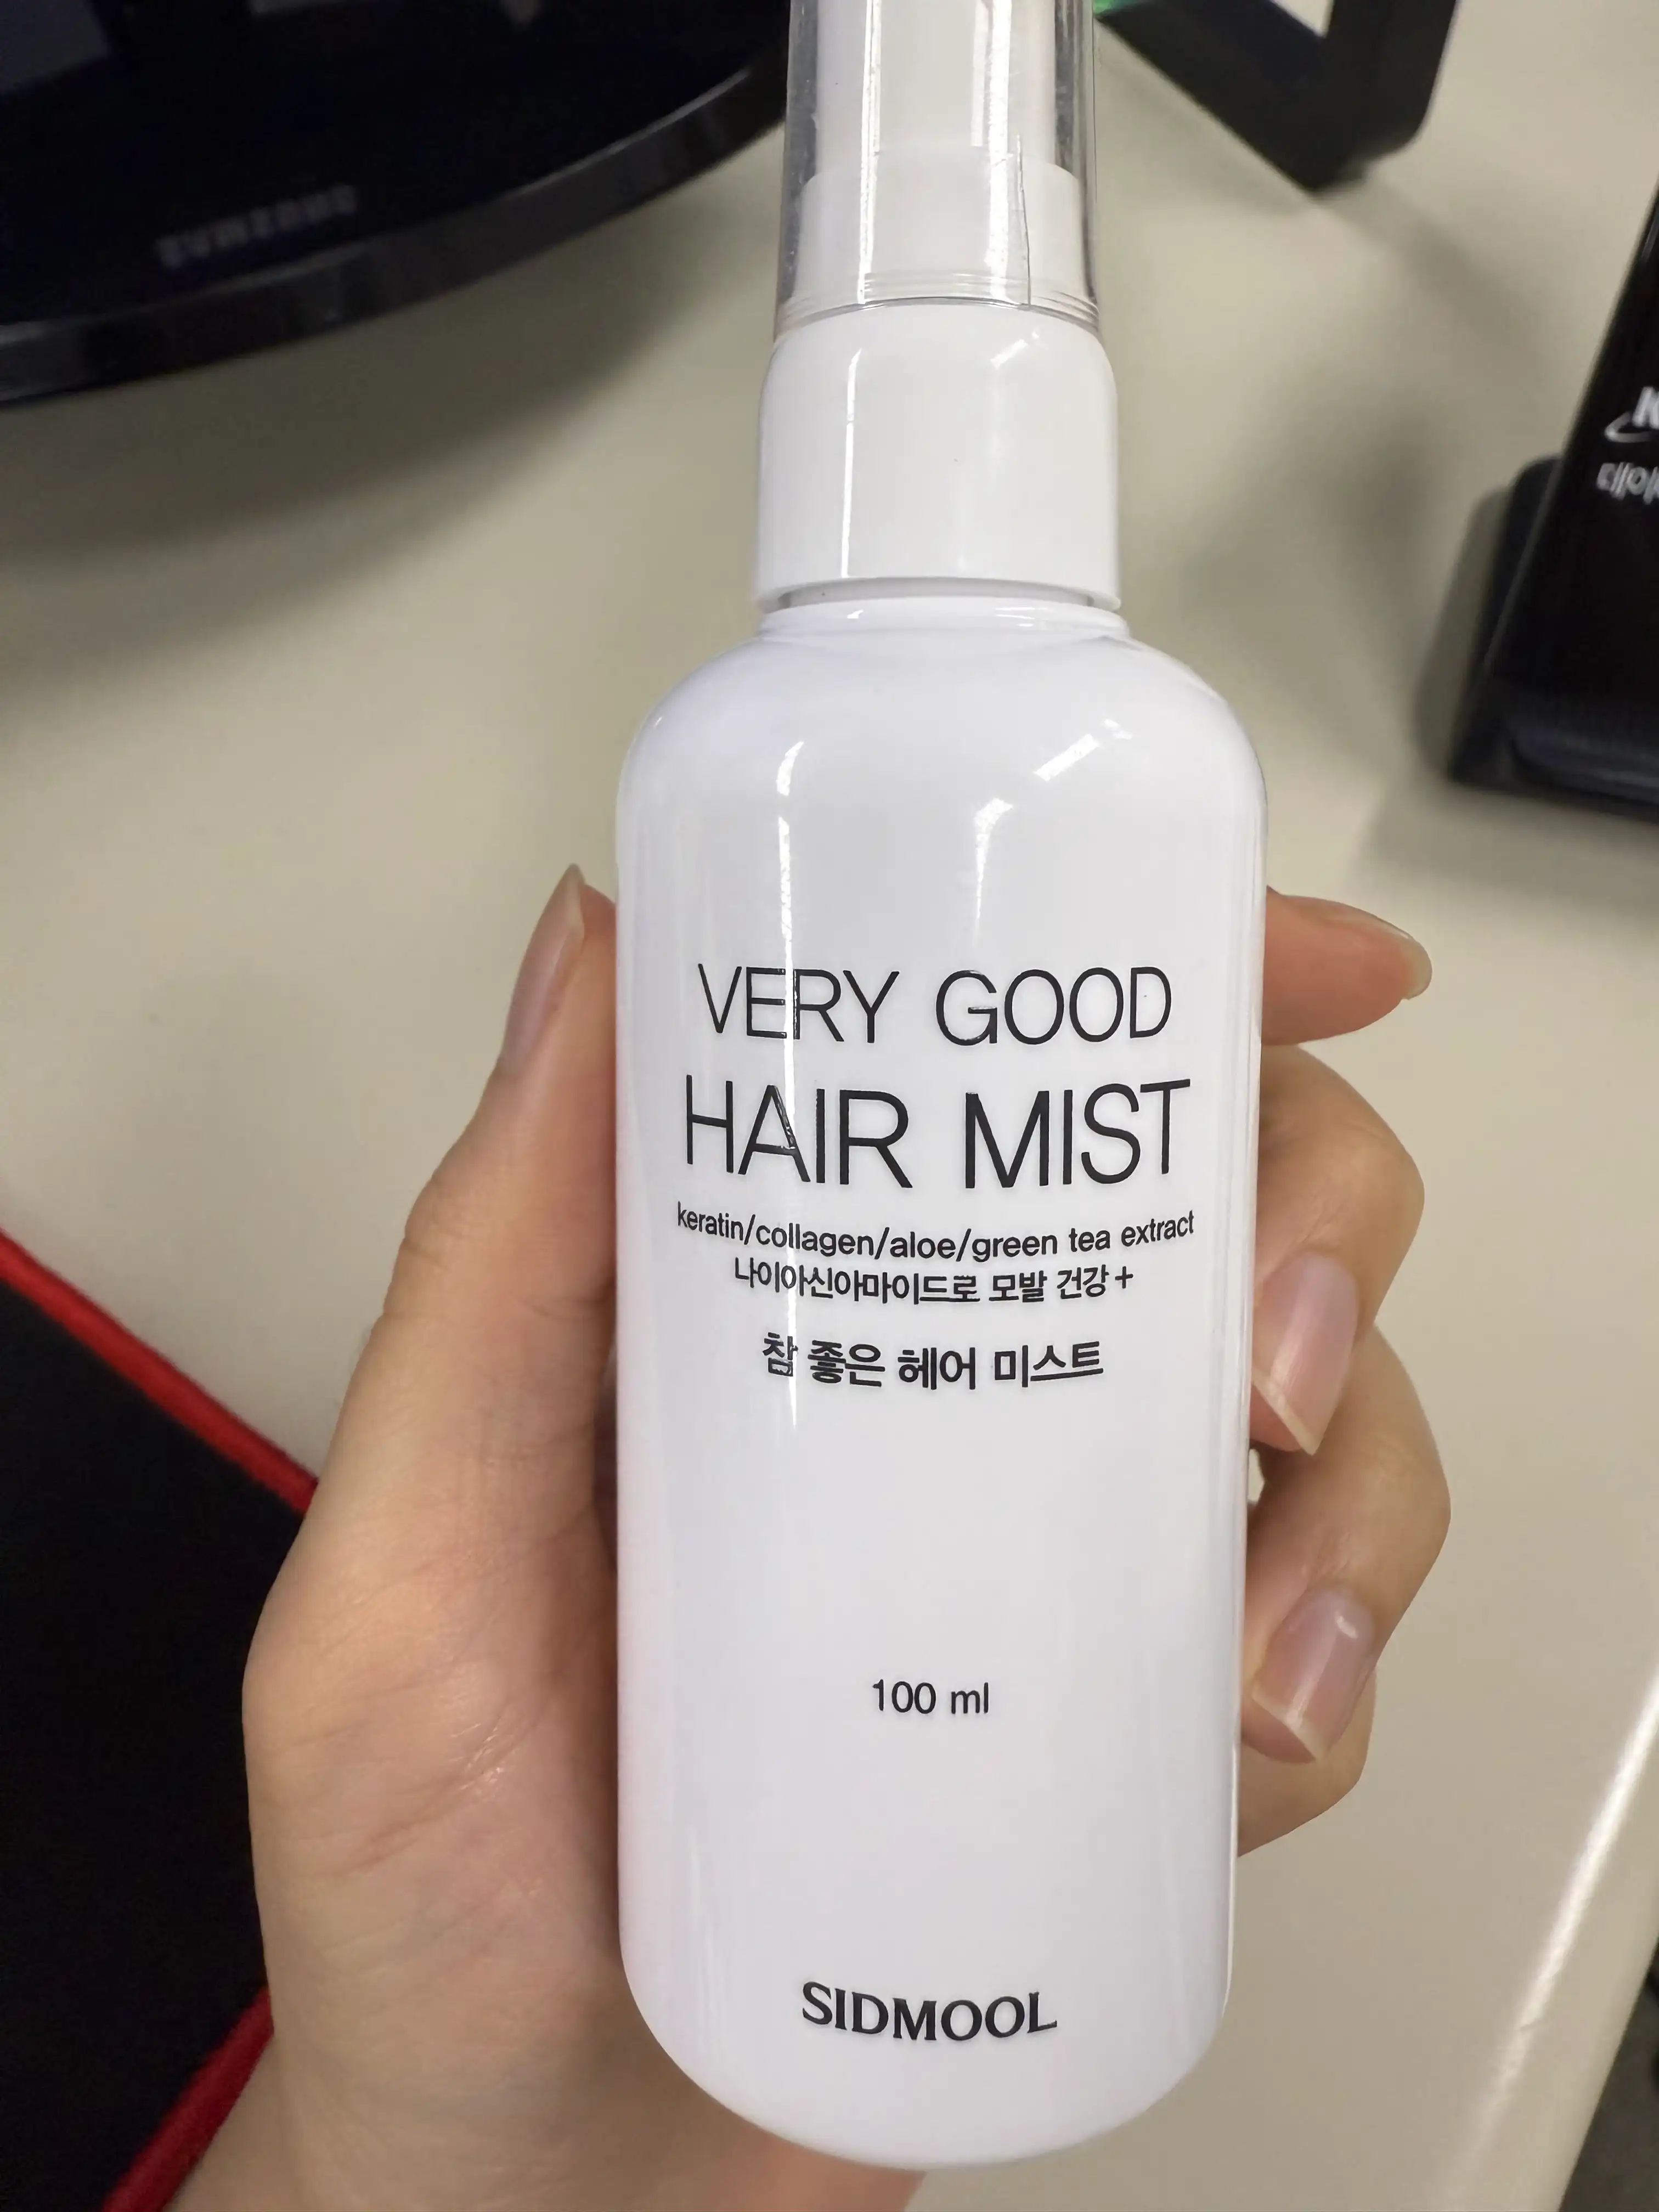 SAMSUNG
VERY GOOD
HAIR MIST
keratin/collagen/aloe/green tea extract
나이아신아마이드로 모발 건강+
참 좋은 헤어 미스트
100 ml
SIDMOOL